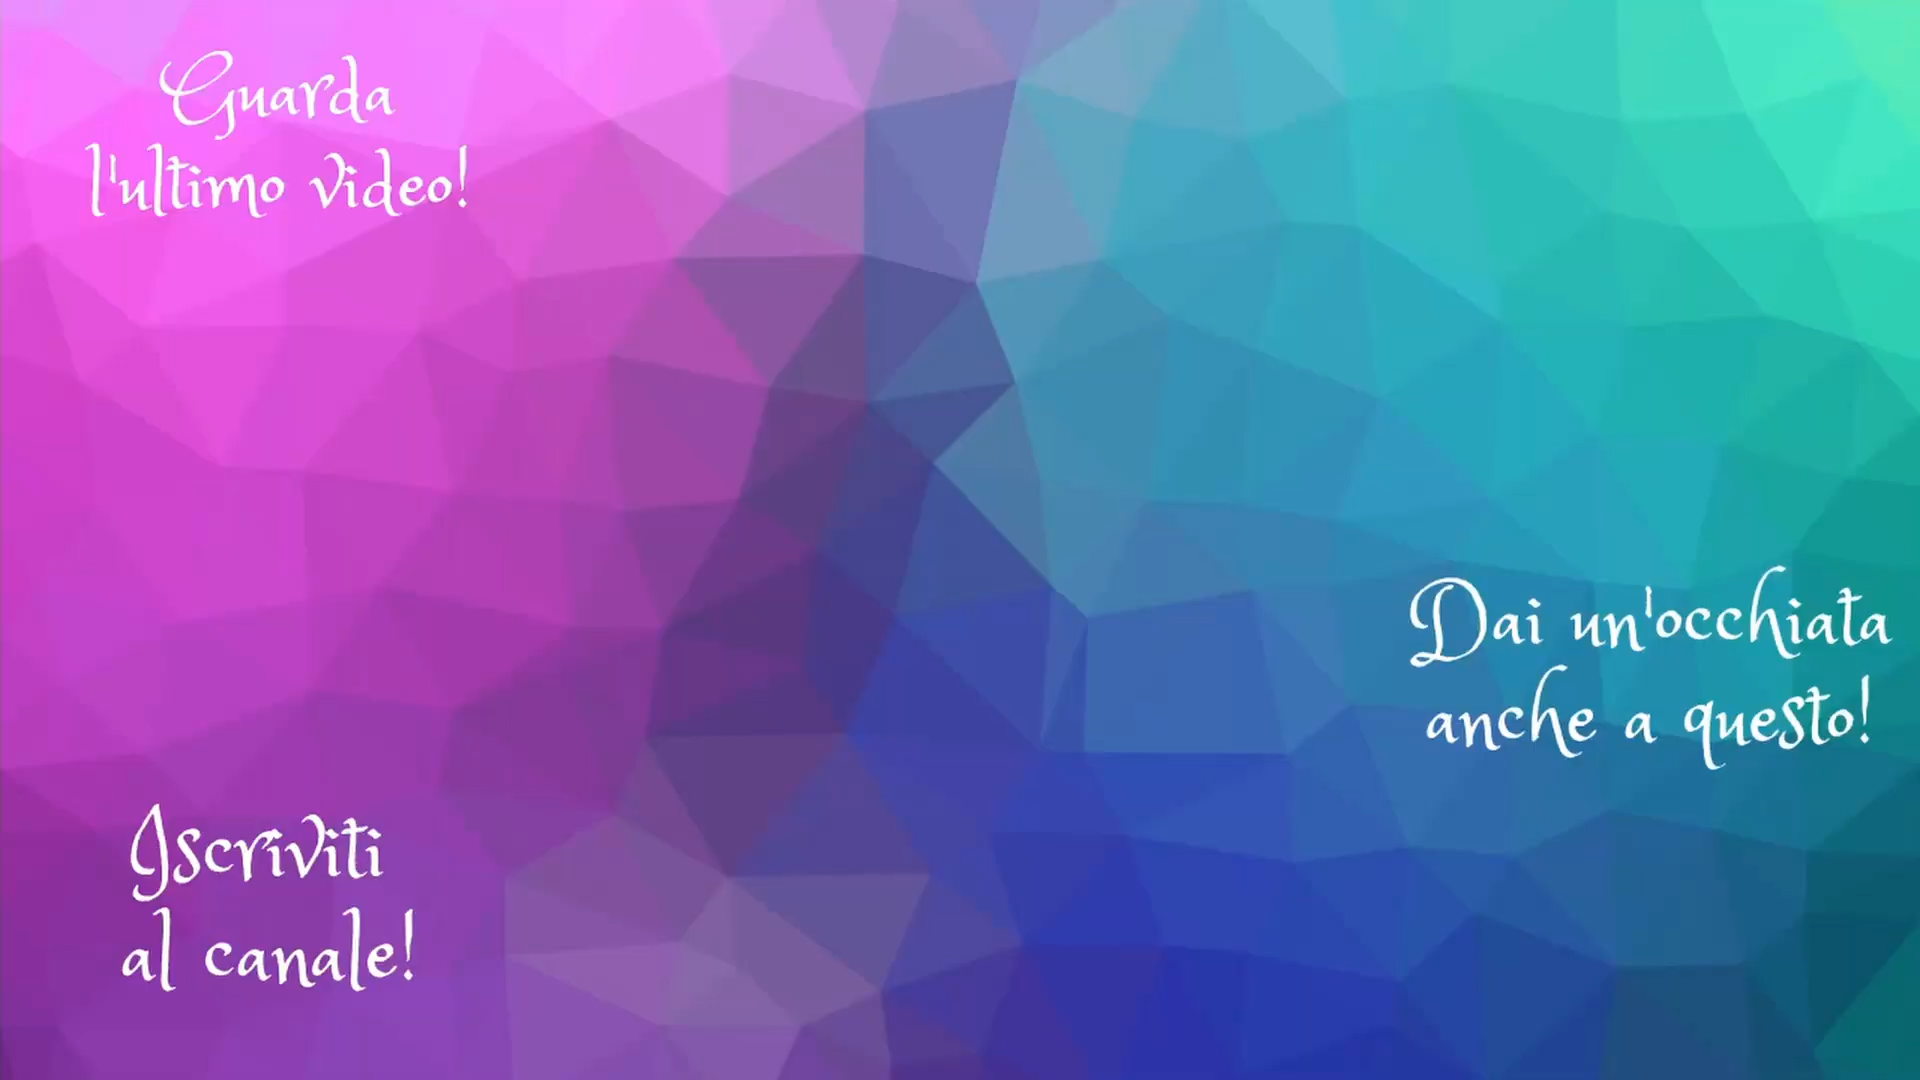 Guarda
l'ultimo video!
Dai un'occhiata
anche a questo!
Iscriviti
al canale!